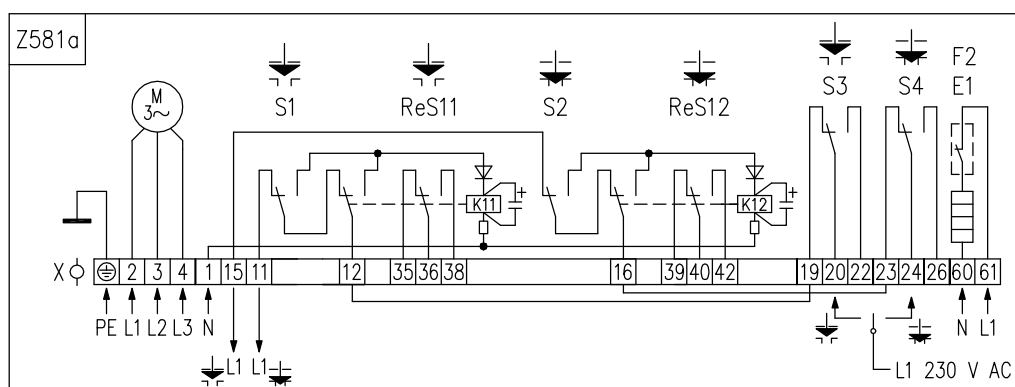 Z581a
M
3~
S1
ReS11
S2
ReS12
S3
S4
F2
E1
K11
+
K12
+
X
2 3 4 1 15 11 12 35 36 38 16 39 40 42 19 20 22 23 24 26 60 61
PE L1 L2 L3 N
N L1
L1 L1
L1 230 V AC